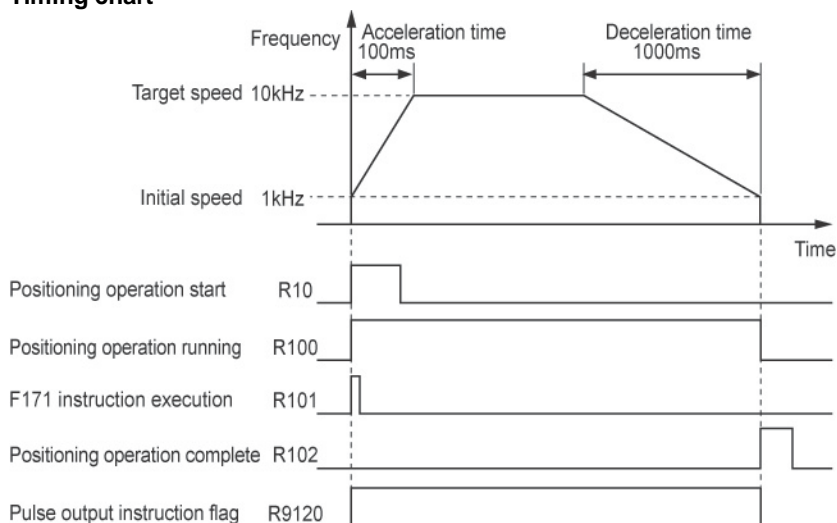 Timing chart
Frequency
Acceleration time
100ms
Deceleration time
1000ms
Target speed 10kHz
Initial speed 1kHz
Time
Positioning operation start R10
Positioning operation running R100
F171 instruction execution R101
Positioning operation complete R102
Pulse output instruction flag R9120